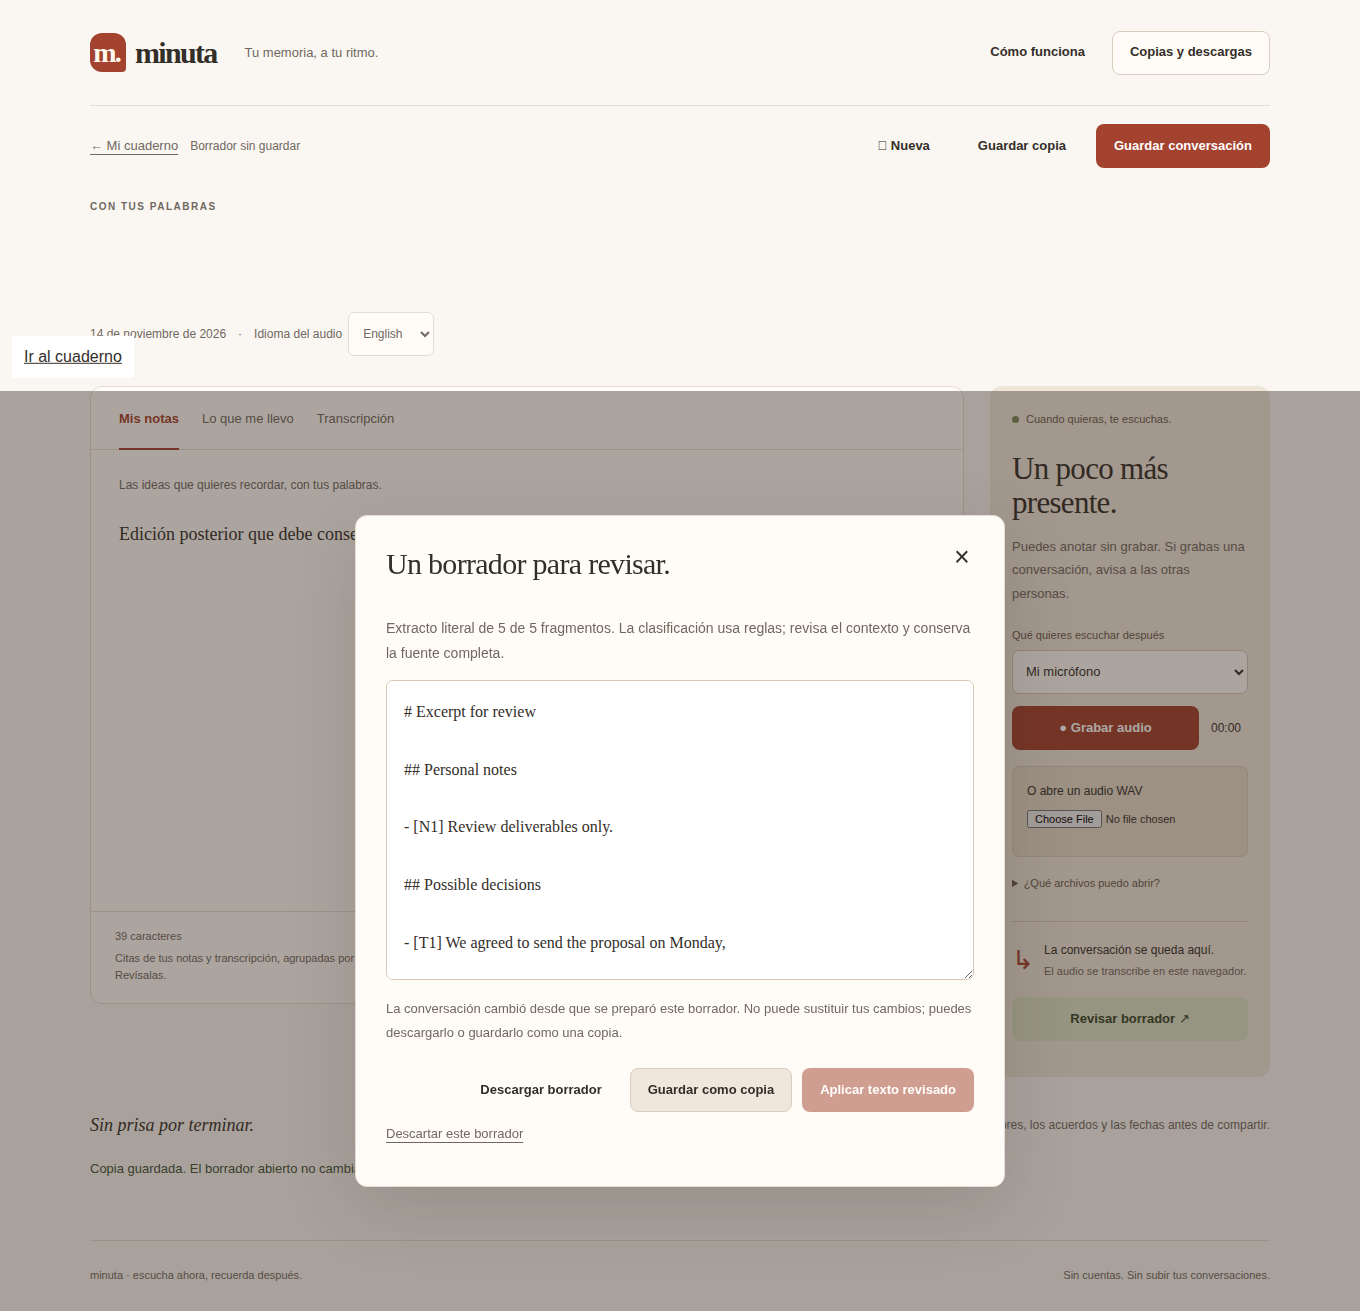 m. minuta
Tu memoria, a tu ritmo.
Cómo funciona
Copias y descargas
← Mi cuaderno
Borrador sin guardar
Nueva
Guardar copia
Guardar conversación
CON TUS PALABRAS
14 de noviembre de 2026 · Idioma del audio English
Ir al cuaderno
Mis notas
Lo que me llevo
Transcripción
Las ideas que quieres recordar, con tus palabras.
Edición posterior que debe conse
39 caracteres
Citas de tus notas y transcripción, agrupadas por
Revísalas.
Cuando quieras, te escuchas.
Un poco más
presente.
Puedes anotar sin grabar. Si grabas una
conversación, avisa a las otras
personas.
Qué quieres escuchar después
Mi micrófono
● Grabar audio 00:00
O abre un audio WAV
Choose File No file chosen
¿Qué archivos puedo abrir?
↳ La conversación se queda aquí.
El audio se transcribe en este navegador.
Revisar borrador ↗
Un borrador para revisar.
×
Extracto literal de 5 de 5 fragmentos. La clasificación usa reglas; revisa el contexto y conserva
la fuente completa.
# Excerpt for review
## Personal notes
- [N1] Review deliverables only.
## Possible decisions
- [T1] We agreed to send the proposal on Monday,
La conversación cambió desde que se preparó este borrador. No puede sustituir tus cambios; puedes
descargarlo o guardarlo como una copia.
Descargar borrador
Guardar como copia
Aplicar texto revisado
Descartar este borrador
Sin prisa por terminar.
res, los acuerdos y las fechas antes de compartir.
Copia guardada. El borrador abierto no cambi
minuta · escucha ahora, recuerda después.
Sin cuentas. Sin subir tus conversaciones.